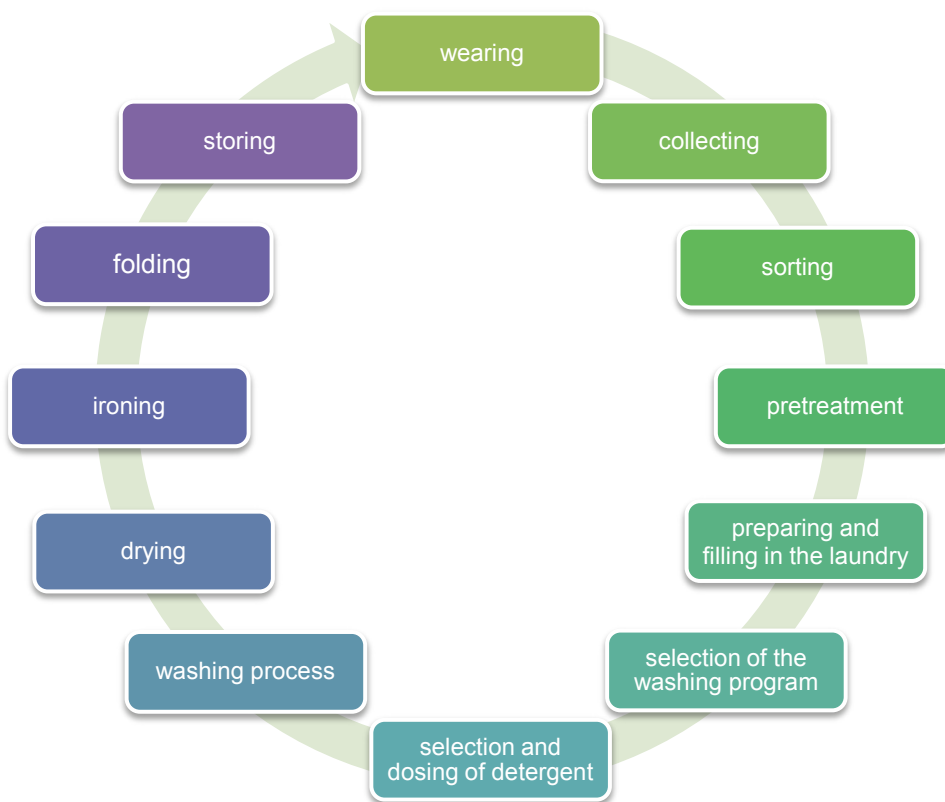 wearing
collecting
sorting
pretreatment
preparing and
filling in the laundry
selection of the
washing program
selection and
dosing of detergent
washing process
drying
ironing
folding
storing